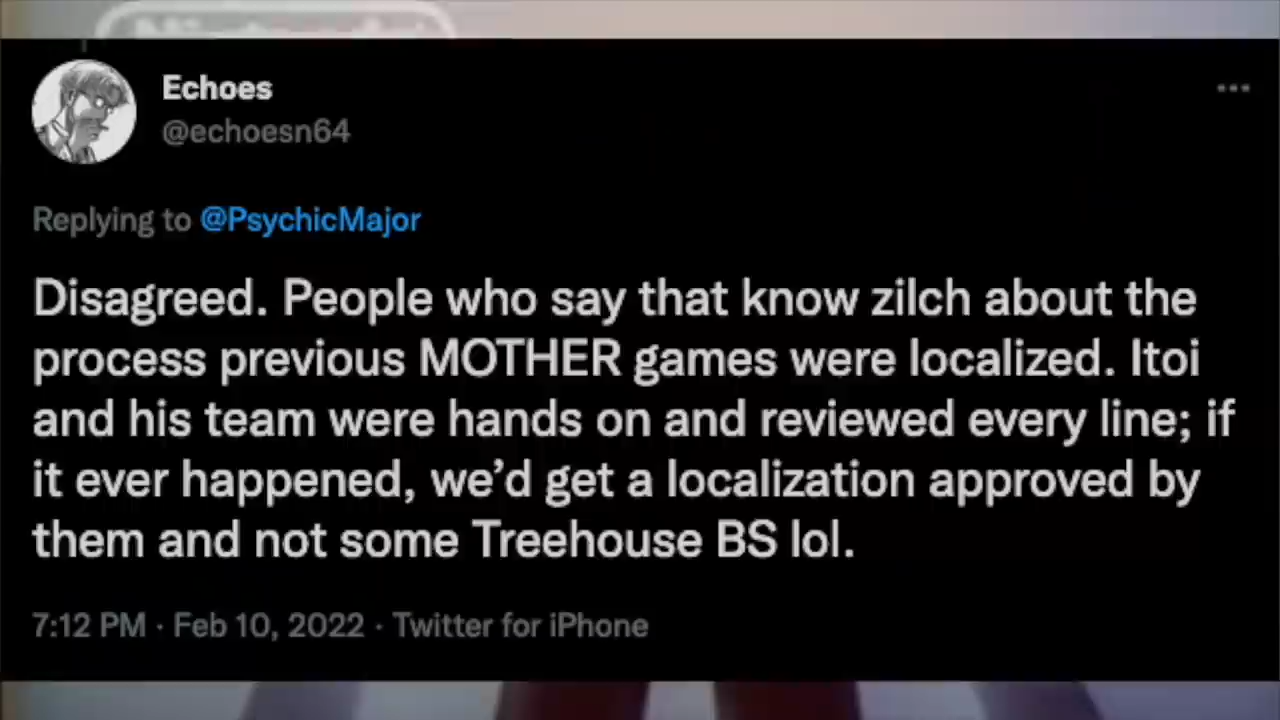 Echoes
@echoesn64
Replying to @PsychicMajor
Disagreed. People who say that know zilch about the
process previous MOTHER games were localized. Itoi
and his team were hands on and reviewed every line; if
it ever happened, we’d get a localization approved by
them and not some Treehouse BS lol.
7:12 PM · Feb 10, 2022 · Twitter for iPhone